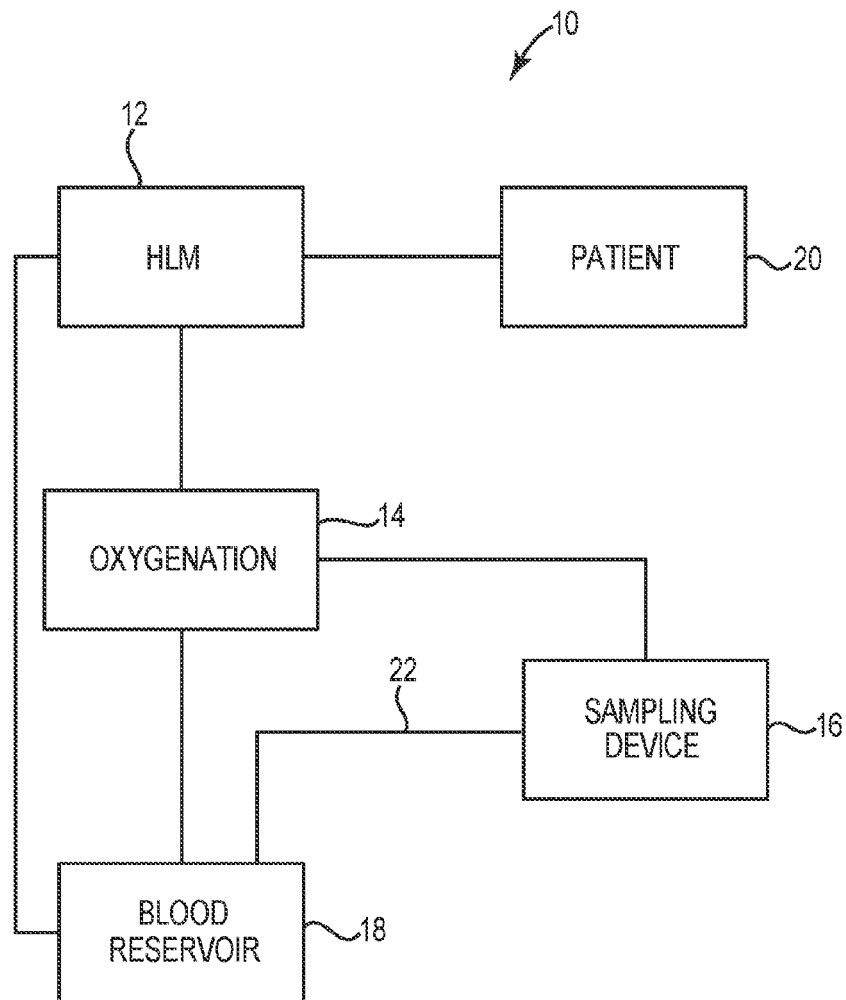 10
12
HLM
PATIENT
20
14
OXYGENATION
22
SAMPLING
DEVICE
16
BLOOD
RESERVOIR
18